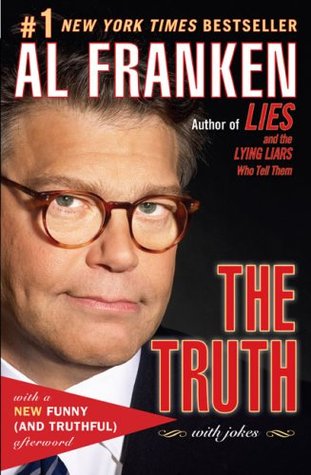 #1 NEW YORK TIMES BESTSELLER
AL FRANKEN
Author of LIES
and the
LYING LIARS
Who Tell Them
THE
TRUTH
with jokes
with a
NEW FUNNY
(AND TRUTHFUL)
afterword